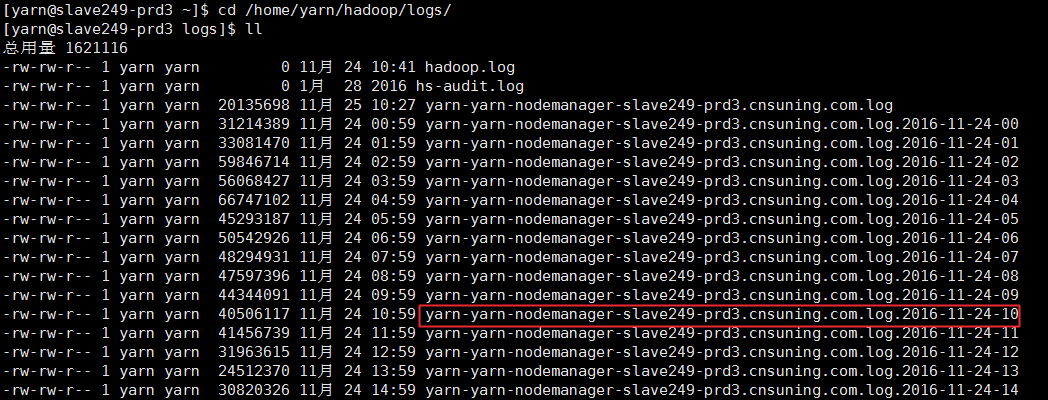 [yarn@slave249-prd3 ~]$ cd /home/yarn/hadoop/logs/
[yarn@slave249-prd3 logs]$ ll
总用量 1621116
-rw-rw-r-- 1 yarn yarn        0 11月 24 10:41 hadoop.log
-rw-rw-r-- 1 yarn yarn        0 1月  28 2016 hs-audit.log
-rw-rw-r-- 1 yarn yarn 20135698 11月 25 10:27 yarn-yarn-nodemanager-slave249-prd3.cnsuning.com.log
-rw-rw-r-- 1 yarn yarn 31214389 11月 24 00:59 yarn-yarn-nodemanager-slave249-prd3.cnsuning.com.log.2016-11-24-00
-rw-rw-r-- 1 yarn yarn 33081470 11月 24 01:59 yarn-yarn-nodemanager-slave249-prd3.cnsuning.com.log.2016-11-24-01
-rw-rw-r-- 1 yarn yarn 59846714 11月 24 02:59 yarn-yarn-nodemanager-slave249-prd3.cnsuning.com.log.2016-11-24-02
-rw-rw-r-- 1 yarn yarn 56068427 11月 24 03:59 yarn-yarn-nodemanager-slave249-prd3.cnsuning.com.log.2016-11-24-03
-rw-rw-r-- 1 yarn yarn 66747102 11月 24 04:59 yarn-yarn-nodemanager-slave249-prd3.cnsuning.com.log.2016-11-24-04
-rw-rw-r-- 1 yarn yarn 45293187 11月 24 05:59 yarn-yarn-nodemanager-slave249-prd3.cnsuning.com.log.2016-11-24-05
-rw-rw-r-- 1 yarn yarn 50542926 11月 24 06:59 yarn-yarn-nodemanager-slave249-prd3.cnsuning.com.log.2016-11-24-06
-rw-rw-r-- 1 yarn yarn 48294931 11月 24 07:59 yarn-yarn-nodemanager-slave249-prd3.cnsuning.com.log.2016-11-24-07
-rw-rw-r-- 1 yarn yarn 47597396 11月 24 08:59 yarn-yarn-nodemanager-slave249-prd3.cnsuning.com.log.2016-11-24-08
-rw-rw-r-- 1 yarn yarn 44344091 11月 24 09:59 yarn-yarn-nodemanager-slave249-prd3.cnsuning.com.log.2016-11-24-09
-rw-rw-r-- 1 yarn yarn 40506117 11月 24 10:59 yarn-yarn-nodemanager-slave249-prd3.cnsuning.com.log.2016-11-24-10
-rw-rw-r-- 1 yarn yarn 41456739 11月 24 11:59 yarn-yarn-nodemanager-slave249-prd3.cnsuning.com.log.2016-11-24-11
-rw-rw-r-- 1 yarn yarn 31963615 11月 24 12:59 yarn-yarn-nodemanager-slave249-prd3.cnsuning.com.log.2016-11-24-12
-rw-rw-r-- 1 yarn yarn 24512370 11月 24 13:59 yarn-yarn-nodemanager-slave249-prd3.cnsuning.com.log.2016-11-24-13
-rw-rw-r-- 1 yarn yarn 30820326 11月 24 14:59 yarn-yarn-nodemanager-slave249-prd3.cnsuning.com.log.2016-11-24-14